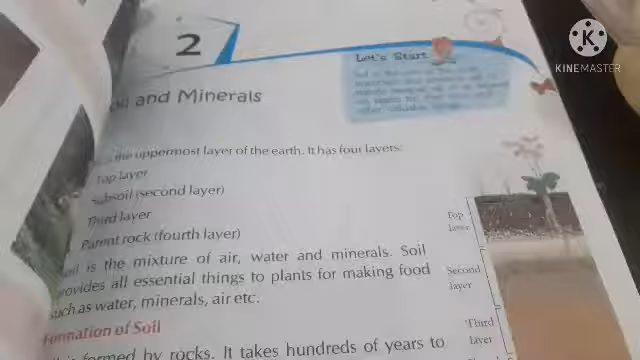 2
Let's Start
and Minerals
the uppermost layer of the earth. It has four layers:
Top layer
Subsoil (second layer)
Third layer
Parent rock (fourth layer)
is the mixture of air, water and minerals. Soil
provides all essential things to plants for making food
such as water, minerals, air etc.
Formation of Soil
formed by rocks. It takes hundreds of years to
Top
layer
Second
layer
Third
layer
K
KINEMASTER